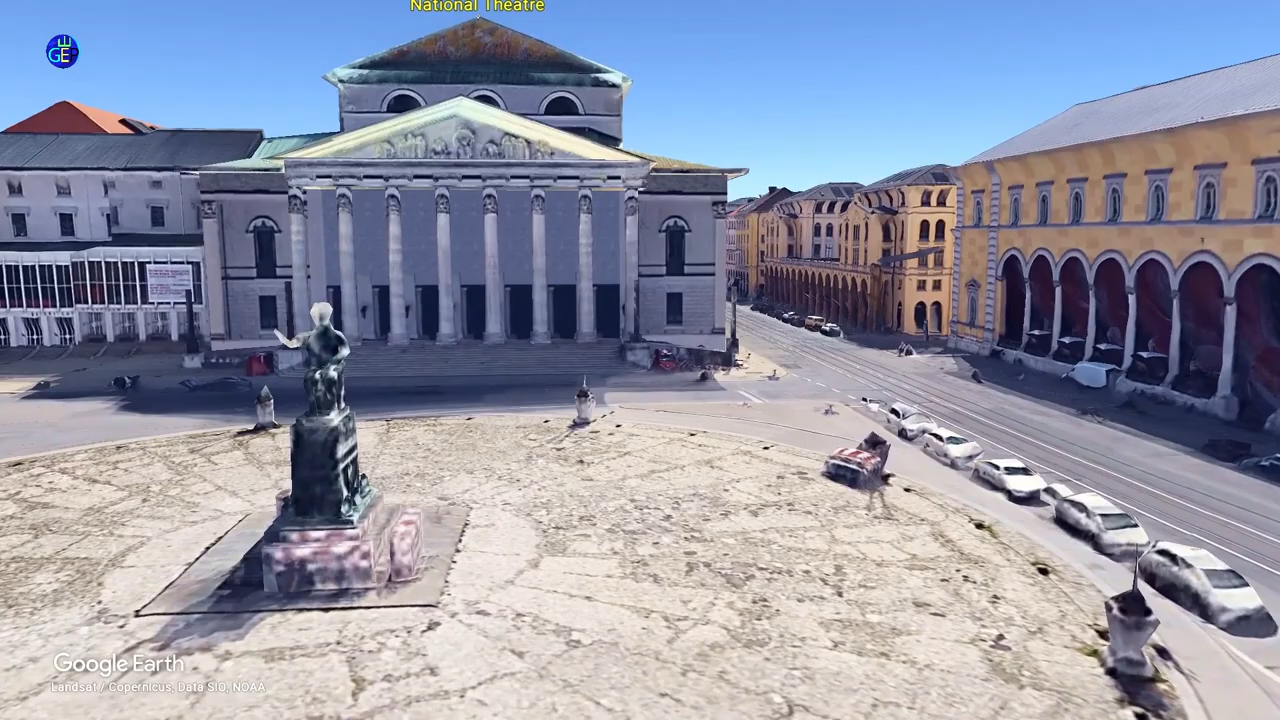 National Theatre
GEP
Google Earth
Landsat / Copernicus, Data SIO, NOAA